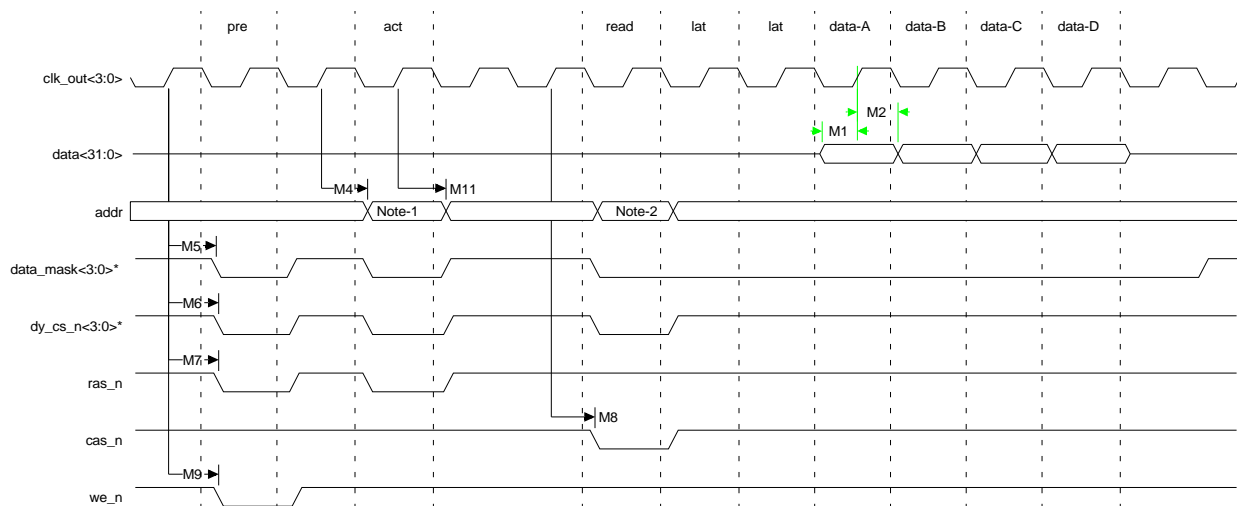 pre act read lat lat data-A data-B data-C data-D
clk_out<3:0>
M2
M1
data<31:0>
M4 M11
addr Note-1 Note-2
M5
data_mask<3:0>*
M6
dy_cs_n<3:0>*
M7
ras_n
M8
cas_n
M9
we_n